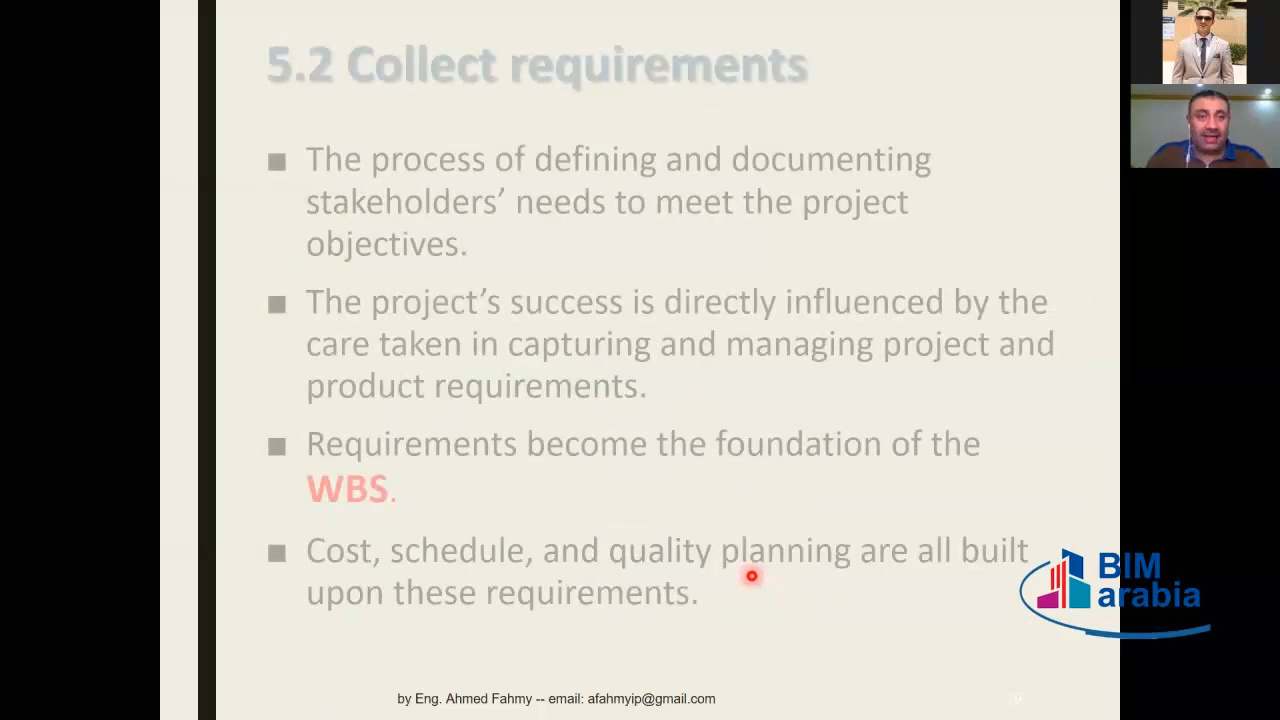 5.2 Collect requirements
■ The process of defining and documenting
stakeholders’ needs to meet the project
objectives.
■ The project’s success is directly influenced by the
care taken in capturing and managing project and
product requirements.
■ Requirements become the foundation of the
WBS.
■ Cost, schedule, and quality planning are all built
upon these requirements.
BIM
arabia
by Eng. Ahmed Fahmy -- email: afahmyip@gmail.com